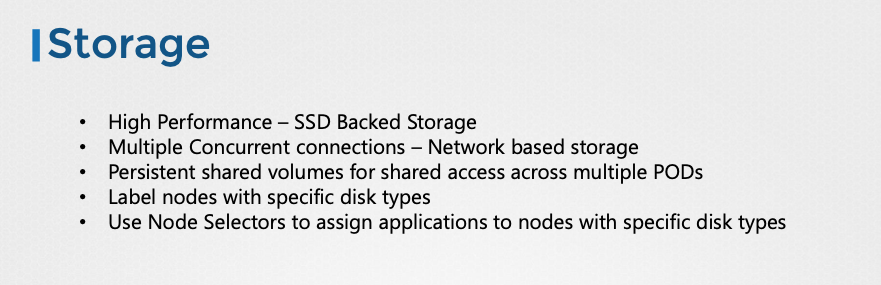 Storage
• High Performance – SSD Backed Storage
• Multiple Concurrent connections – Network based storage
• Persistent shared volumes for shared access across multiple PODs
• Label nodes with specific disk types
• Use Node Selectors to assign applications to nodes with specific disk types